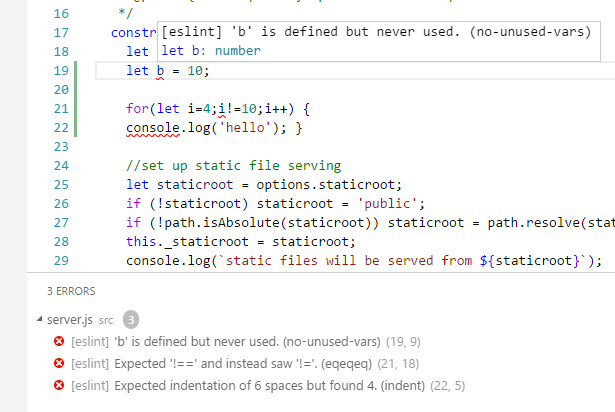 16 */
17 constr
[eslint] 'b' is defined but never used. (no-unused-vars)
18 let
let b: number
19 let b = 10;
20
21 for(let i=4;i!=10;i++) {
22 console.log('hello'); }
23
24 //set up static file serving
25 let staticroot = options.staticroot;
26 if (!staticroot) staticroot = 'public';
27 if (!path.isAbsolute(staticroot)) staticroot = path.resolve(stat
28 this._staticroot = staticroot;
29 console.log(`static files will be served from ${staticroot}`);
3 ERRORS
server.js src 3
[eslint] 'b' is defined but never used. (no-unused-vars) (19, 9)
[eslint] Expected '!==' and instead saw '!='. (eqeqeq) (21, 18)
[eslint] Expected indentation of 6 spaces but found 4. (indent) (22, 5)